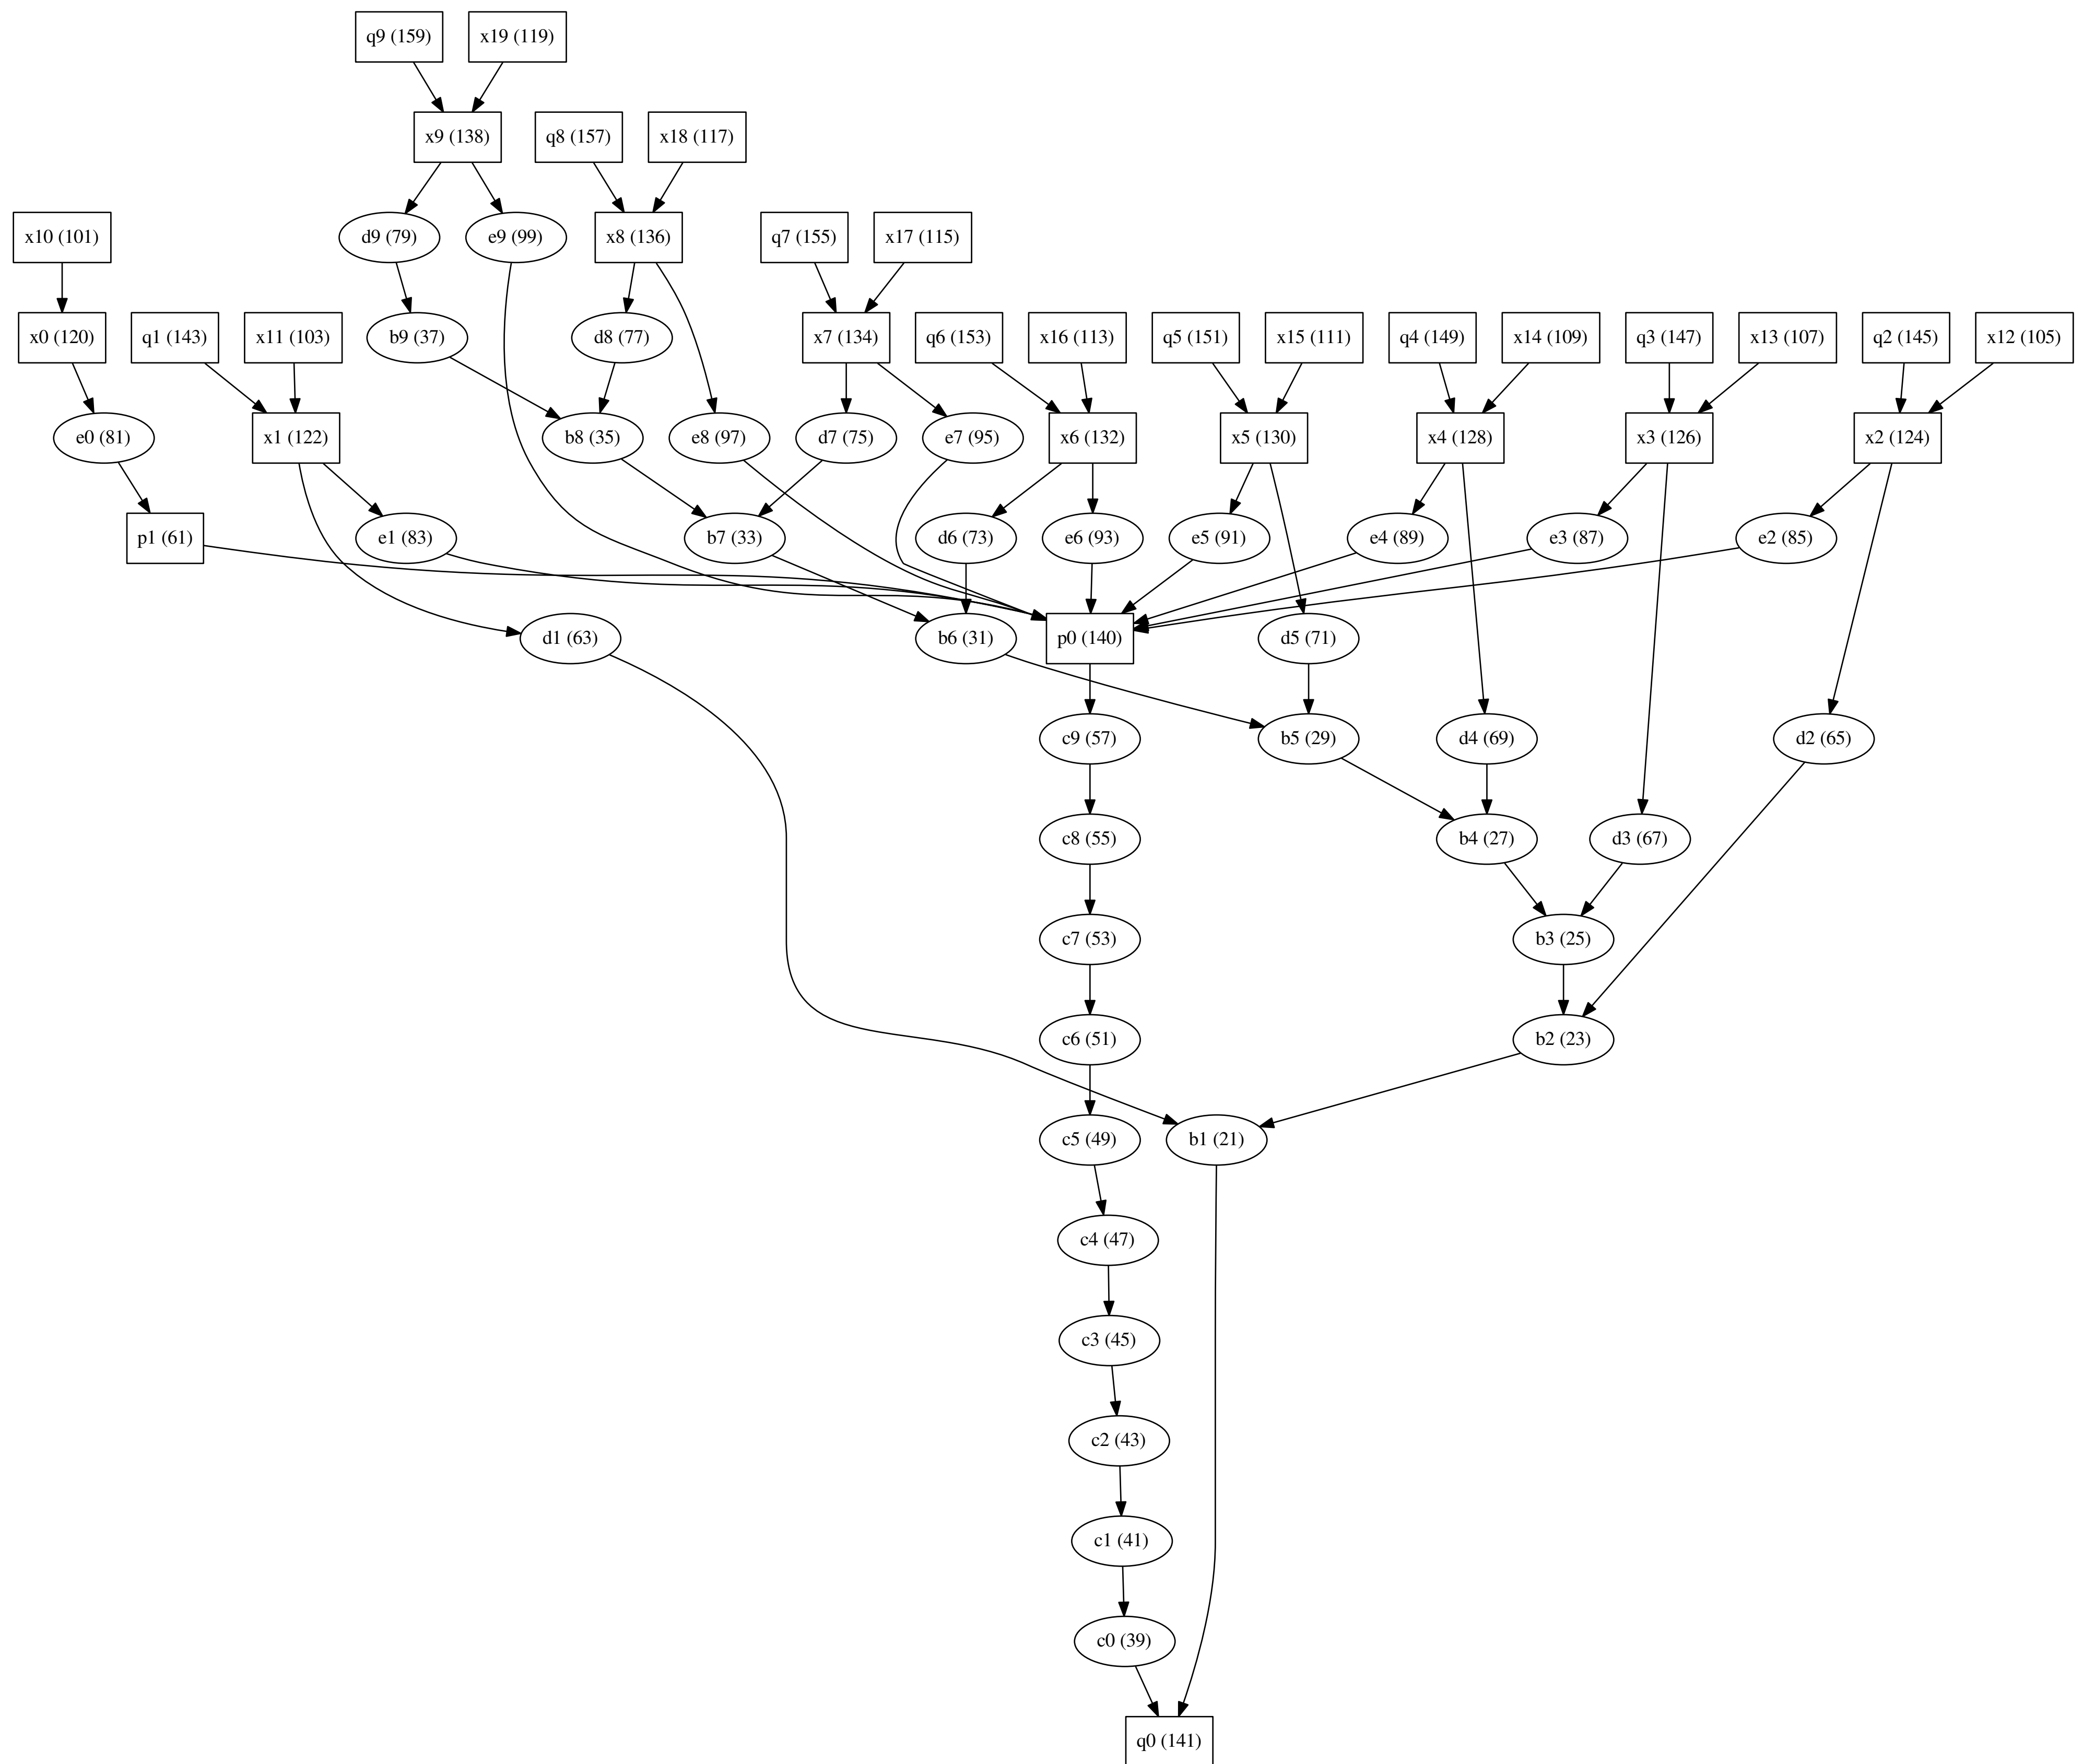 q9 (159) x19 (119)
x9 (138) q8 (157) x18 (117)
x10 (101) d9 (79) e9 (99) x8 (136) q7 (155) x17 (115)
x0 (120) q1 (143) x11 (103) b9 (37) d8 (77) x7 (134) q6 (153) x16 (113) q5 (151) x15 (111) q4 (149) x14 (109) q3 (147) x13 (107) q2 (145) x12 (105)
e0 (81) x1 (122) b8 (35) e8 (97) d7 (75) e7 (95) x6 (132) x5 (130) x4 (128) x3 (126) x2 (124)
p1 (61) e1 (83) b7 (33) d6 (73) e6 (93) e5 (91) e4 (89) e3 (87) e2 (85)
d1 (63) b6 (31) p0 (140) d5 (71)
c9 (57) b5 (29) d4 (69) d2 (65)
c8 (55) b4 (27) d3 (67)
c7 (53) b3 (25)
c6 (51) b2 (23)
c5 (49) b1 (21)
c4 (47)
c3 (45)
c2 (43)
c1 (41)
c0 (39)
q0 (141)